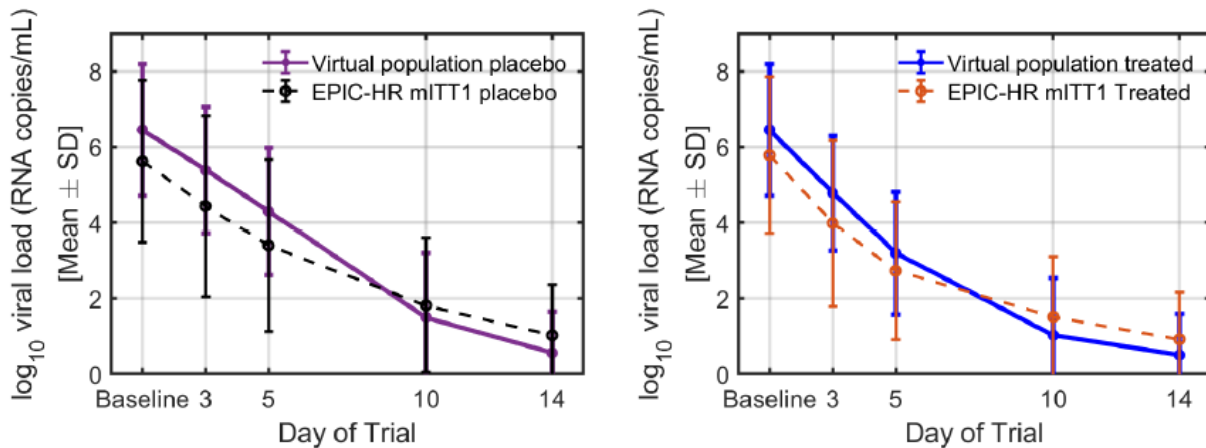 log10 viral load (RNA copies/mL)
[Mean ± SD]
8
6
4
2
0
Virtual population placebo
EPIC-HR mITT1 placebo
Baseline 3 5 10 14
Day of Trial
log10 viral load (RNA copies/mL)
[Mean ± SD]
8
6
4
2
0
Virtual population treated
EPIC-HR mITT1 Treated
Baseline 3 5 10 14
Day of Trial